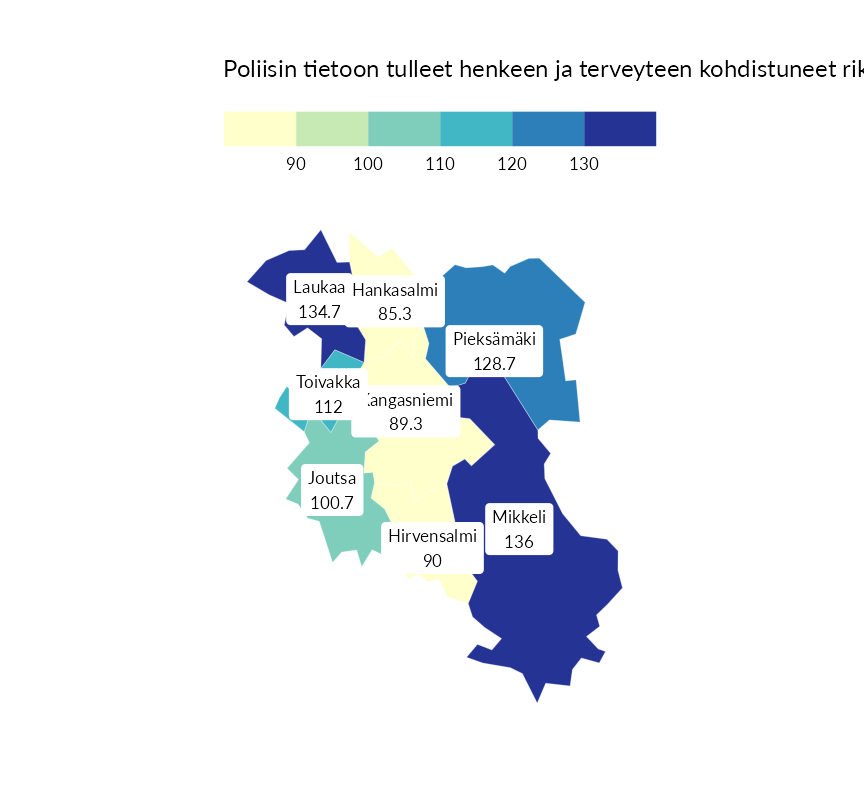 Poliisin tietoon tulleet henkeen ja terveyteen kohdistuneet
90 100 110 120 130
Laukaa
134.7
Hankasalmi
85.3
Pieksämäki
128.7
Toivakka
112
Kangasniemi
89.3
Joutsa
100.7
Mikkeli
136
Hirvensalmi
90